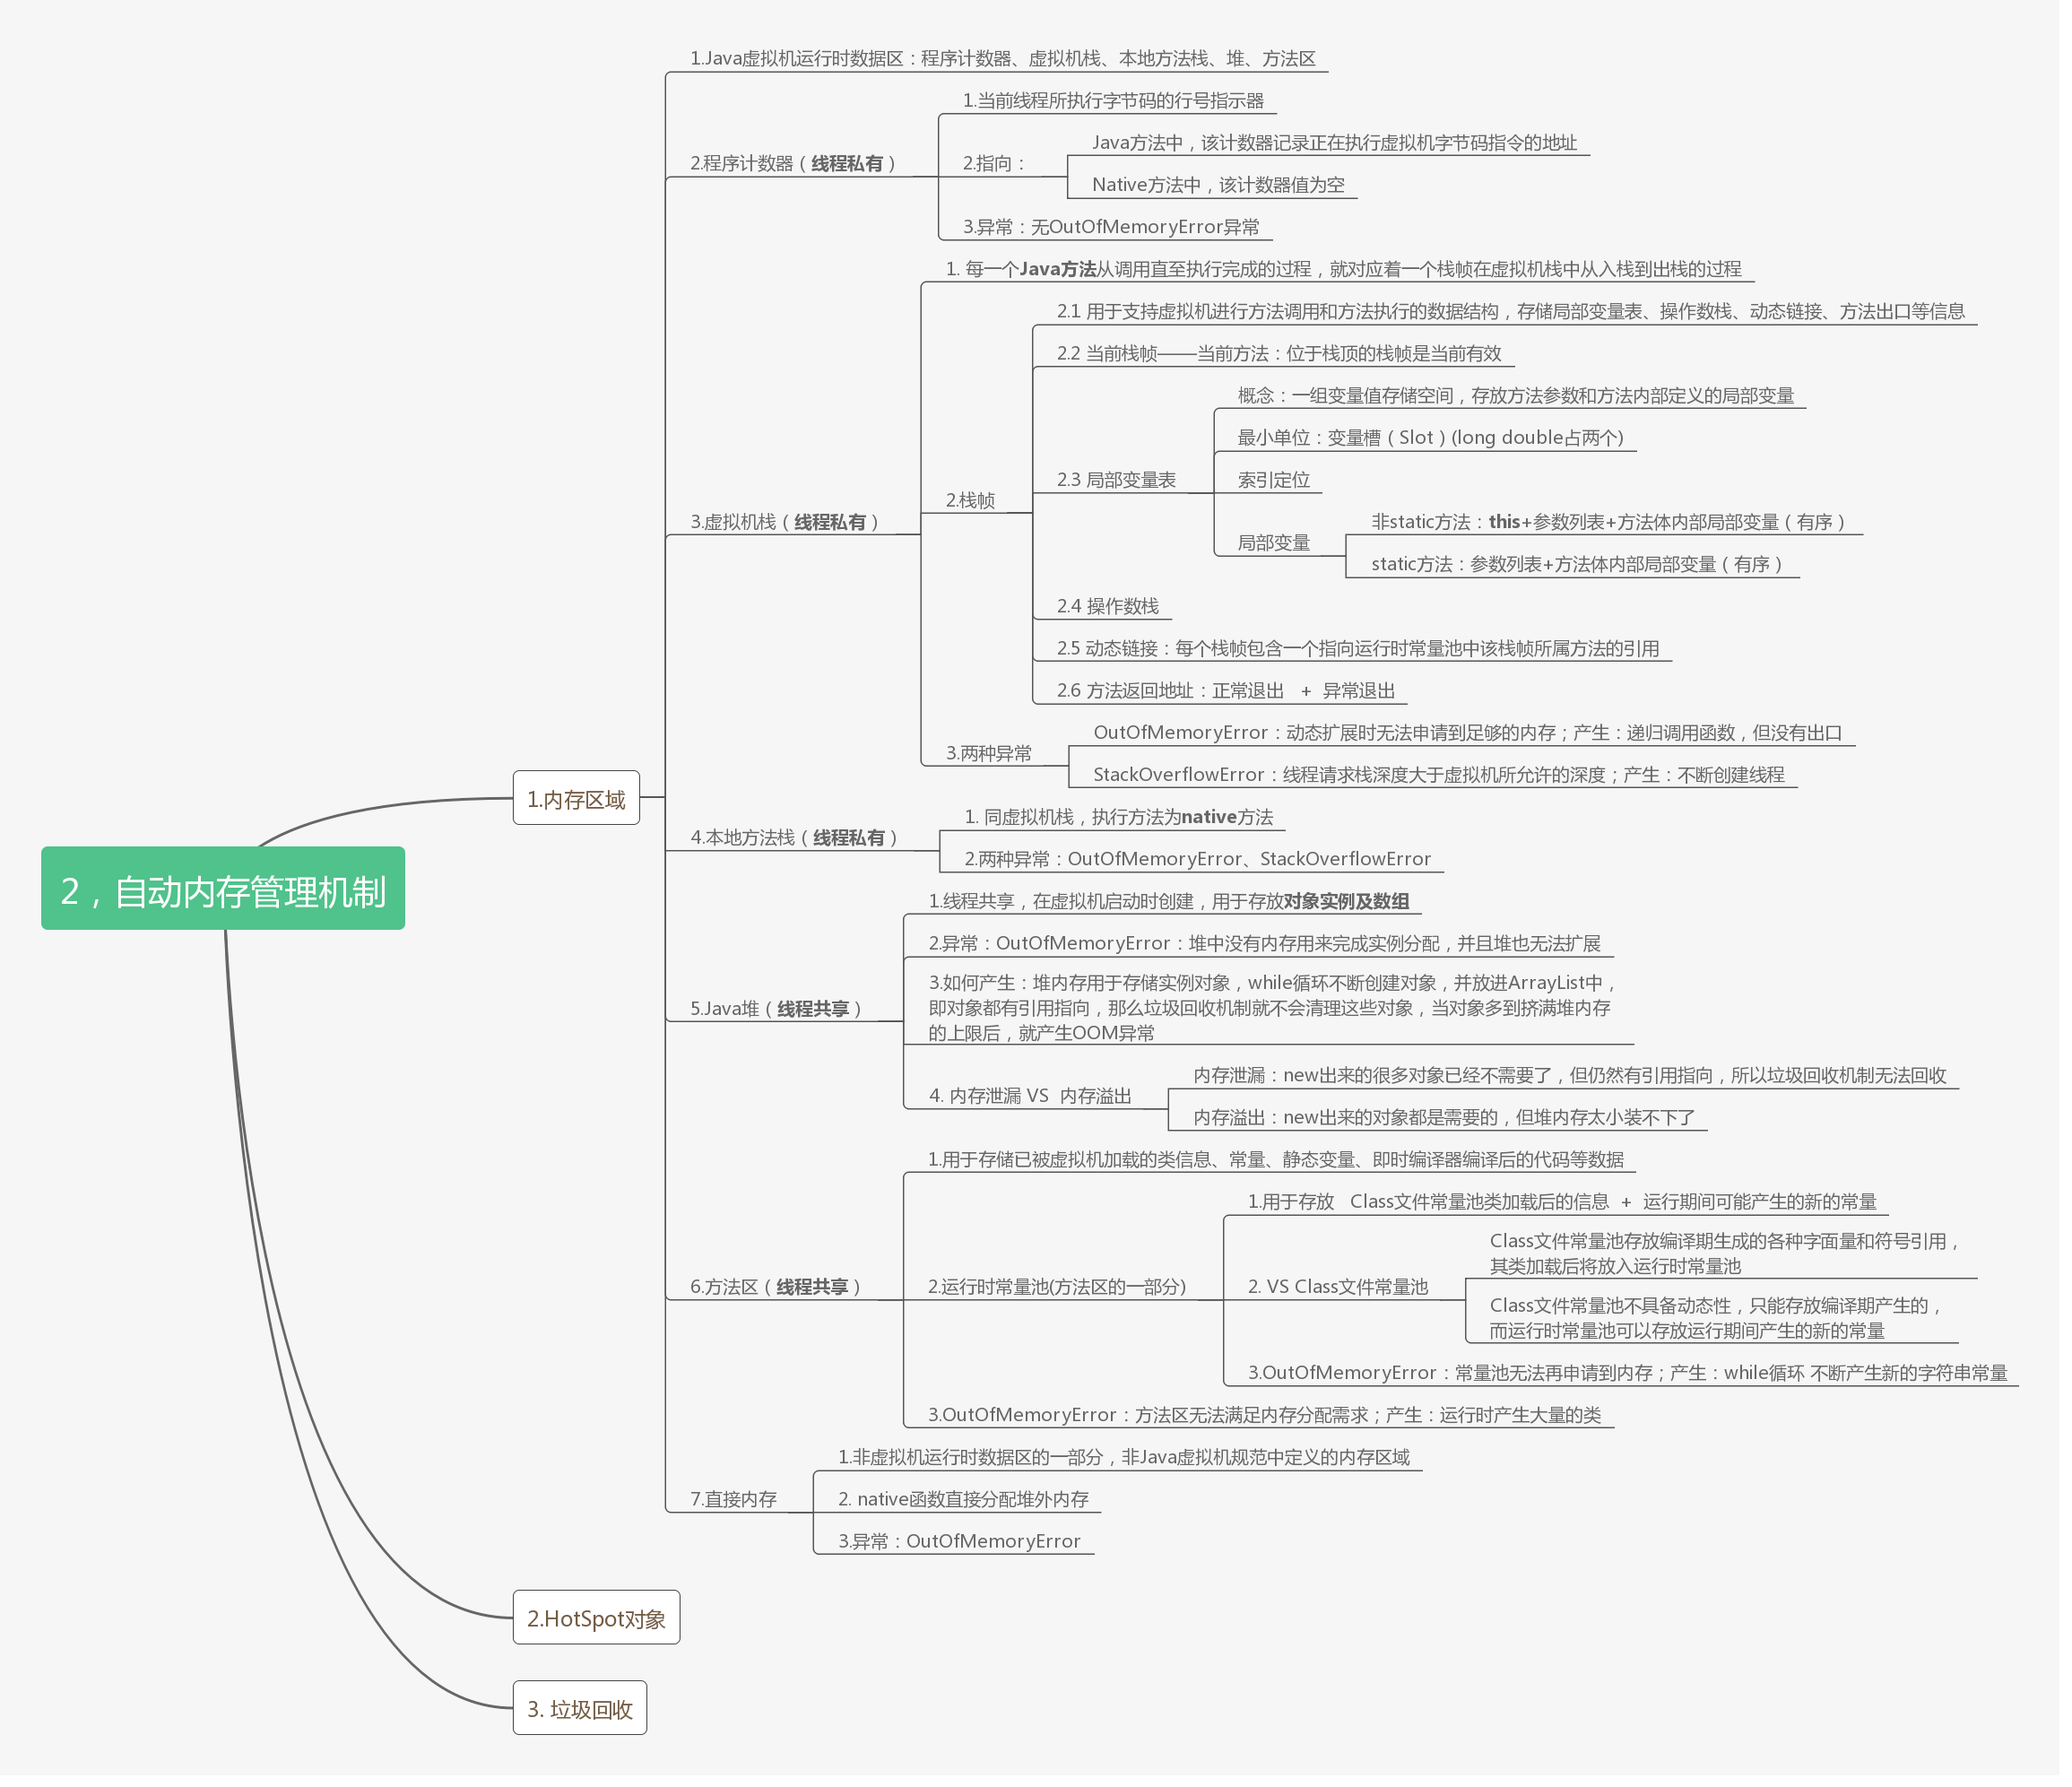 1.Java虚拟机运行时数据区：程序计数器、虚拟机栈、本地方法栈、堆、方法区
1.当前线程所执行字节码的行号指示器
Java方法中，该计数器记录正在执行虚拟机字节码指令的地址
2.程序计数器（线程私有）
2.指向：
Native方法中，该计数器值为空
3.异常：无OutOfMemoryError异常
1. 每一个Java方法从调用直至执行完成的过程，就对应着一个栈帧在虚拟机栈中从入栈到出栈的过程
2.1 用于支持虚拟机进行方法调用和方法执行的数据结构，存储局部变量表、操作数栈、动态链接、方法出口等信息
2.2 当前栈帧——当前方法：位于栈顶的栈帧是当前有效
概念：一组变量值存储空间，存放方法参数和方法内部定义的局部变量
最小单位：变量槽（Slot）(long double占两个)
2.3 局部变量表
索引定位
2.栈帧
3.虚拟机栈（线程私有）
非static方法：this+参数列表+方法体内部局部变量（有序）
局部变量
static方法：参数列表+方法体内部局部变量（有序）
2.4 操作数栈
2.5 动态链接：每个栈帧包含一个指向运行时常量池中该栈帧所属方法的引用
2.6 方法返回地址：正常退出 + 异常退出
OutOfMemoryError：动态扩展时无法申请到足够的内存；产生：递归调用函数，但没有出口
3.两种异常
StackOverflowError：线程请求栈深度大于虚拟机所允许的深度；产生：不断创建线程
1.内存区域
1. 同虚拟机栈，执行方法为native方法
4.本地方法栈（线程私有）
2.两种异常：OutOfMemoryError、StackOverflowError
2，自动内存管理机制
1.线程共享，在虚拟机启动时创建，用于存放对象实例及数组
2.异常：OutOfMemoryError：堆中没有内存用来完成实例分配，并且堆也无法扩展
5.Java堆（线程共享）
3.如何产生：堆内存用于存储实例对象，while循环不断创建对象，并放进ArrayList中，
即对象都有引用指向，那么垃圾回收机制就不会清理这些对象，当对象多到挤满堆内存
的上限后，就产生OOM异常
内存泄漏：new出来的很多对象已经不需要了，但仍然有引用指向，所以垃圾回收机制无法回收
4. 内存泄漏 VS 内存溢出
内存溢出：new出来的对象都是需要的，但堆内存太小装不下了
1.用于存储已被虚拟机加载的类信息、常量、静态变量、即时编译器编译后的代码等数据
1.用于存放 Class文件常量池类加载后的信息 + 运行期间可能产生的新的常量
Class文件常量池存放编译期生成的各种字面量和符号引用，
其类加载后将放入运行时常量池
6.方法区（线程共享）
2.运行时常量池(方法区的一部分)
2. VS Class文件常量池
Class文件常量池不具备动态性，只能存放编译期产生的，
而运行时常量池可以存放运行期间产生的新的常量
3.OutOfMemoryError：常量池无法再申请到内存；产生：while循环 不断产生新的字符串常量
3.OutOfMemoryError：方法区无法满足内存分配需求；产生：运行时产生大量的类
1.非虚拟机运行时数据区的一部分，非Java虚拟机规范中定义的内存区域
7.直接内存
2. native函数直接分配堆外内存
3.异常：OutOfMemoryError
2.HotSpot对象
3. 垃圾回收